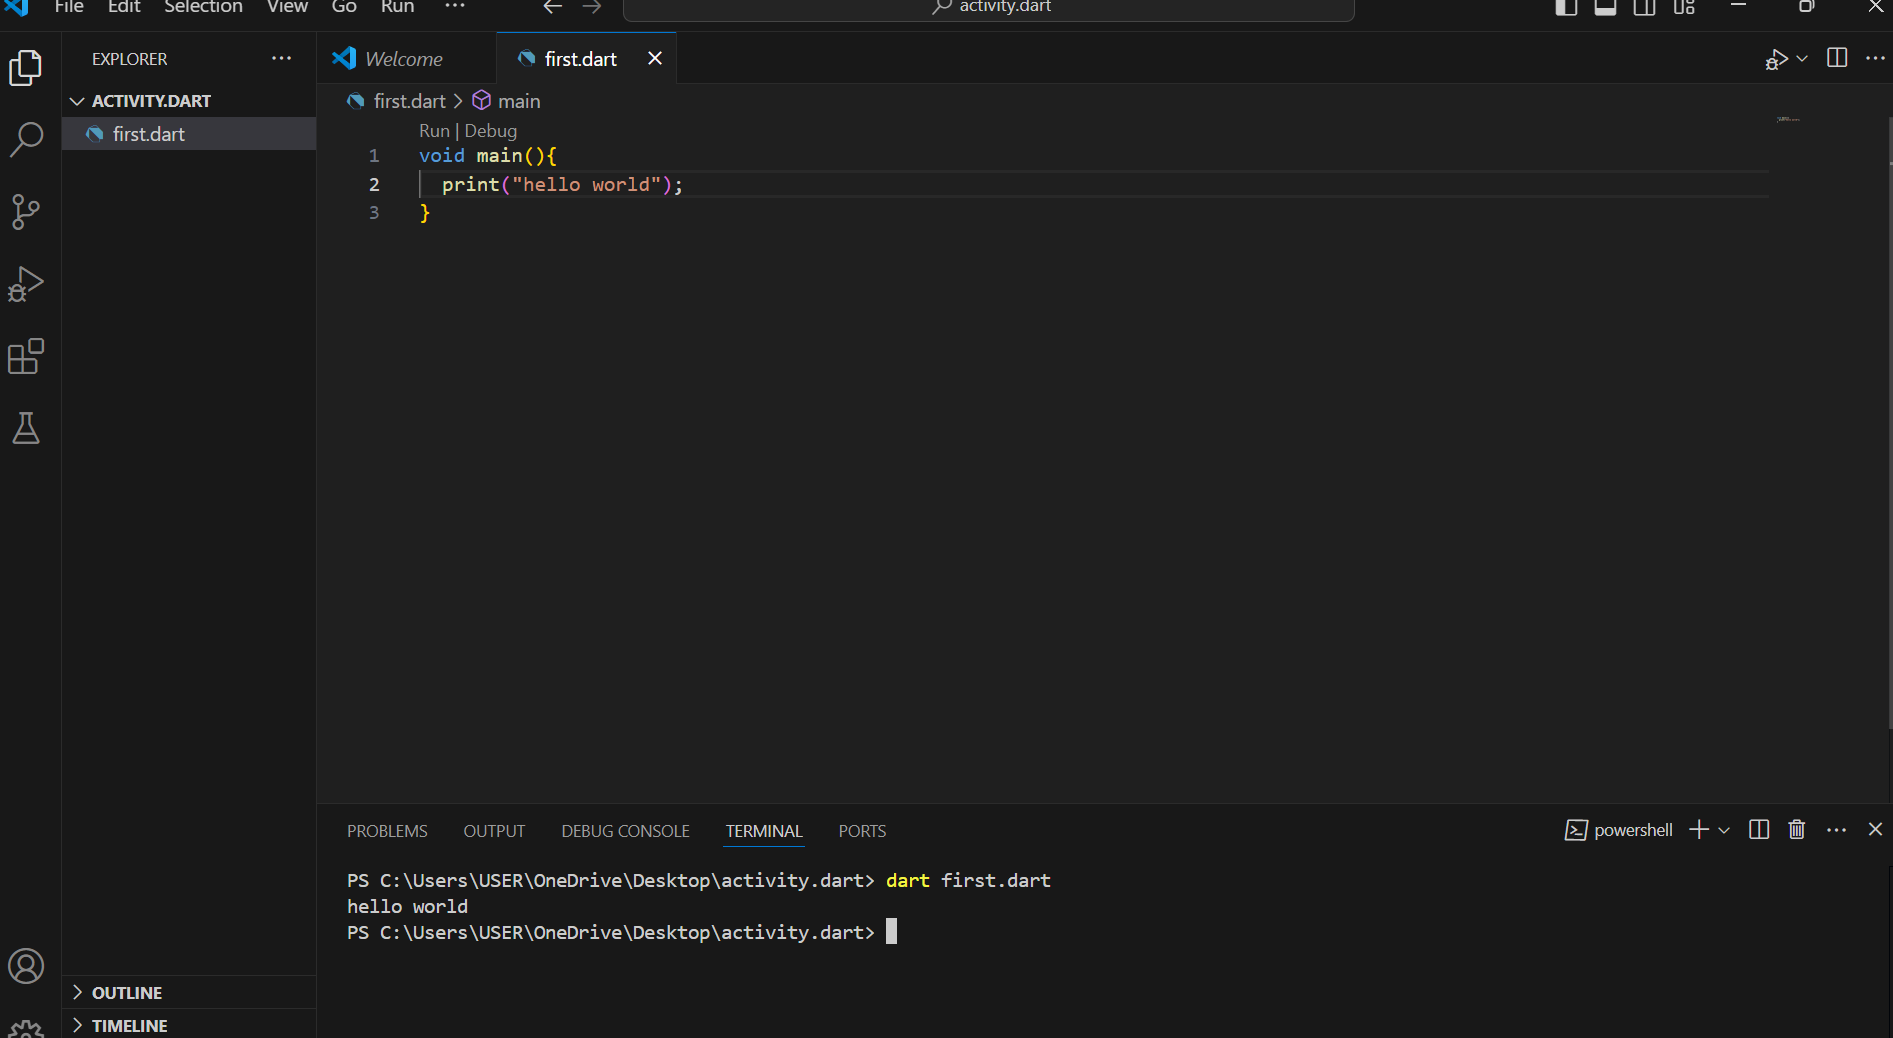 File Edit Selection View Go Run ··· activity.dart
EXPLORER ···
ACTIVITY.DART
first.dart
Welcome first.dart
first.dart > main
Run | Debug
1 void main(){
2   print("hello world");
3 }
PROBLEMS OUTPUT DEBUG CONSOLE TERMINAL PORTS powershell
PS C:\Users\USER\OneDrive\Desktop\activity.dart> dart first.dart
hello world
PS C:\Users\USER\OneDrive\Desktop\activity.dart>
OUTLINE
TIMELINE